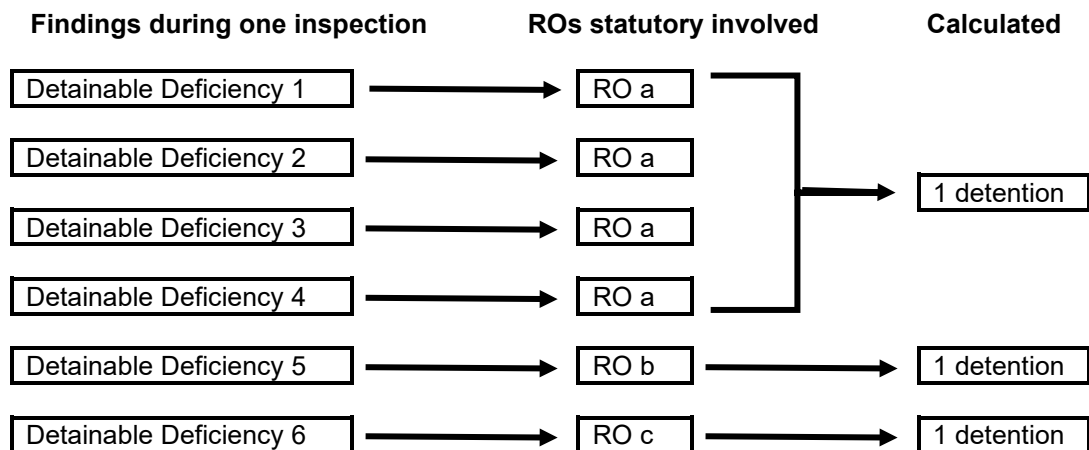 Findings during one inspection ROs statutory involved Calculated
Detainable Deficiency 1 RO a
Detainable Deficiency 2 RO a
1 detention
Detainable Deficiency 3 RO a
Detainable Deficiency 4 RO a
Detainable Deficiency 5 RO b 1 detention
Detainable Deficiency 6 RO c 1 detention